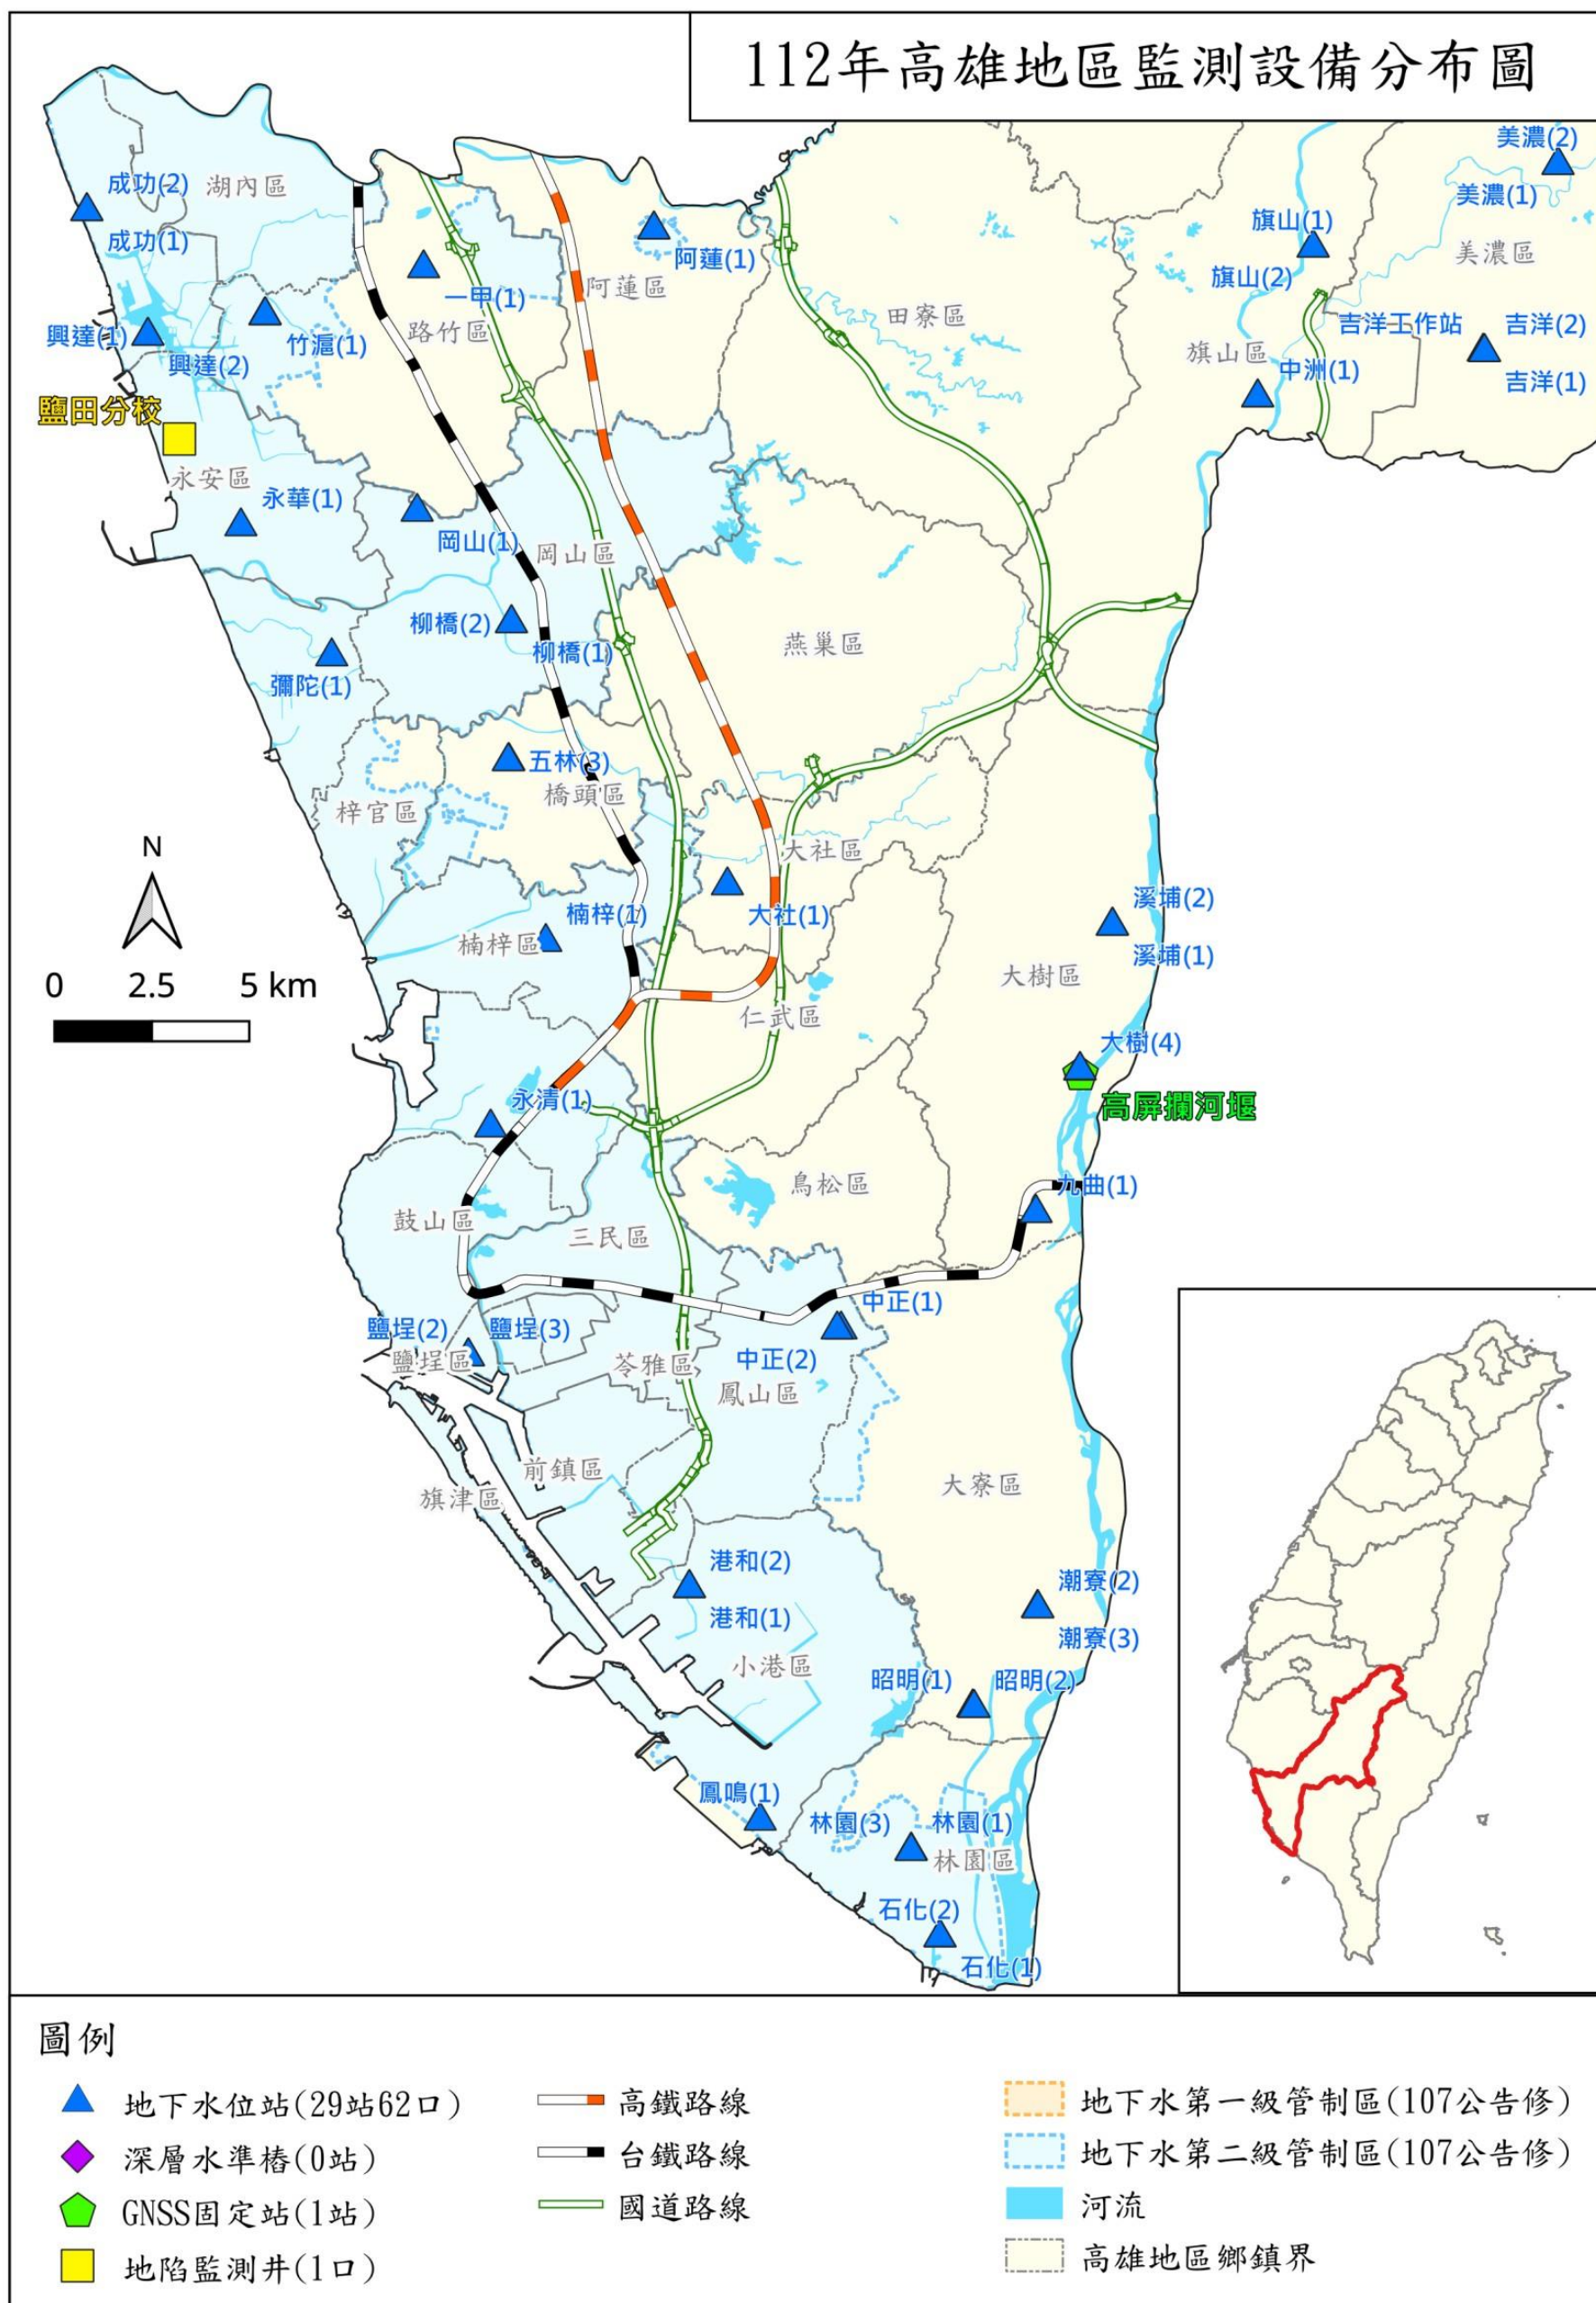 112年高雄地區監測設備分布圖
美濃(2)
美濃(1)
美濃區
成功(2)
湖內區
成功(1)
旗山(1)
旗山(2)
阿蓮(1)
阿蓮區
一甲(1)
路竹區
田寮區
吉洋工作站
吉洋(2)
吉洋(1)
旗山區
中洲(1)
興達(1)
興達(2)
竹滬(1)
鹽田分校
永安區
永華(1)
岡山(1)
岡山區
柳橋(2)
柳橋(1)
燕巢區
彌陀(1)
五林(3)
橋頭區
梓官區
大社區
N
0 2.5 5 km
楠梓(1)
楠梓區
大社(1)
溪埔(2)
溪埔(1)
大樹區
仁武區
大樹(4)
高屏攔河堰
永清(1)
鳥松區
九曲(1)
鼓山區
三民區
中正(1)
鹽埕(2)
鹽埕(3)
鹽埕區
苓雅區
中正(2)
鳳山區
前鎮區
旗津區
大寮區
港和(2)
港和(1)
潮寮(2)
潮寮(3)
小港區
昭明(1)
昭明(2)
鳳鳴(1)
林園(3)
林園(1)
林園區
石化(2)
石化(1)
圖例
地下水位站(29站62口)
深層水準樁(0站)
GNSS固定站(1站)
地陷監測井(1口)
高鐵路線
台鐵路線
國道路線
地下水第一級管制區(107公告修)
地下水第二級管制區(107公告修)
河流
高雄地區鄉鎮界